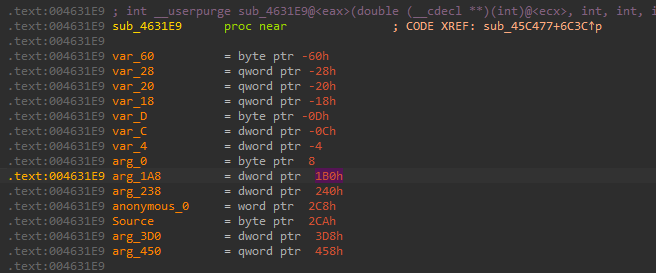 .text:004631E9 ; int __userpurge sub_4631E9@<eax>(double (__cdecl **)(int)@<ecx>, int, int, i
.text:004631E9 sub_4631E9 proc near ; CODE XREF: sub_45C477+6C3C↑p
.text:004631E9
.text:004631E9 var_60 = byte ptr -60h
.text:004631E9 var_28 = qword ptr -28h
.text:004631E9 var_20 = qword ptr -20h
.text:004631E9 var_18 = qword ptr -18h
.text:004631E9 var_D = byte ptr -0Dh
.text:004631E9 var_C = dword ptr -0Ch
.text:004631E9 var_4 = dword ptr -4
.text:004631E9 arg_0 = byte ptr 8
.text:004631E9 arg_1A8 = dword ptr 1B0h
.text:004631E9 arg_238 = dword ptr 240h
.text:004631E9 anonymous_0 = word ptr 2C8h
.text:004631E9 Source = byte ptr 2CAh
.text:004631E9 arg_3D0 = dword ptr 3D8h
.text:004631E9 arg_450 = qword ptr 458h
.text:004631E9